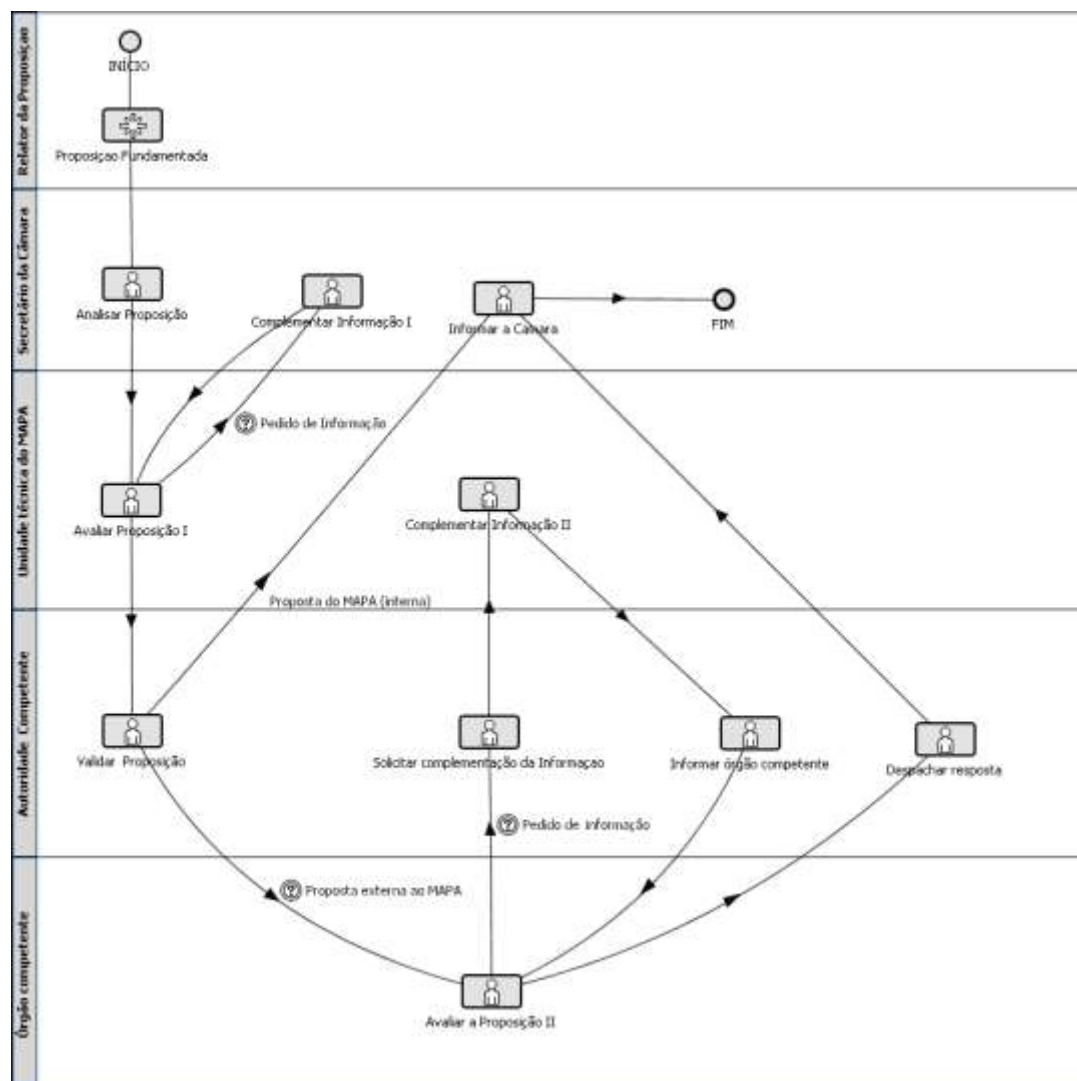 Relator da Proposiçao
INÍCIO
Proposiçao Fundamentada
Secretário da Câmara
Analisar Proposição
Complementar Informação I
Informar a Câmara
FIM
Unidade técnica do MAPA
Pedido de Informação
Avaliar Proposição I
Complementar Informação II
Proposta do MAPA (interna)
Autoridade Competente
Validar Proposição
Solicitar complementação da Informaçao
Informar órgão competente
Despachar resposta
Pedido de informação
Órgão competente
Proposta externa ao MAPA
Avaliar a Proposição II